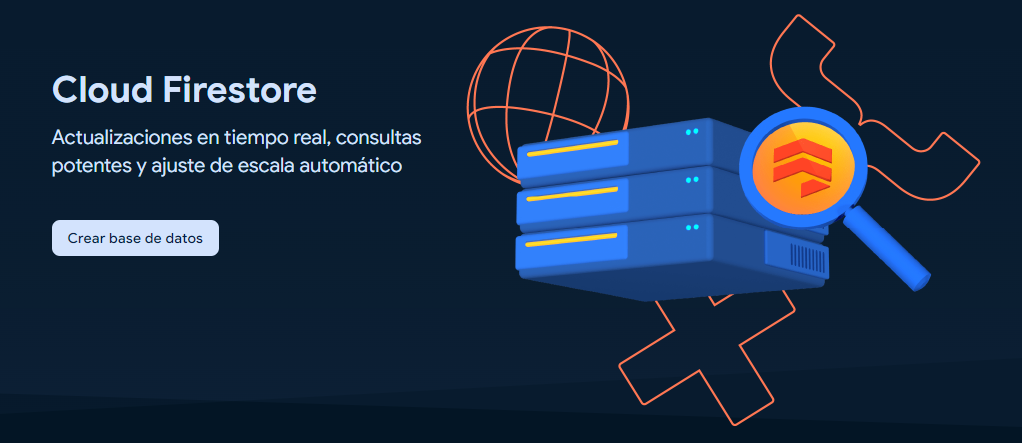 Cloud Firestore
Actualizaciones en tiempo real, consultas
potentes y ajuste de escala automático
Crear base de datos